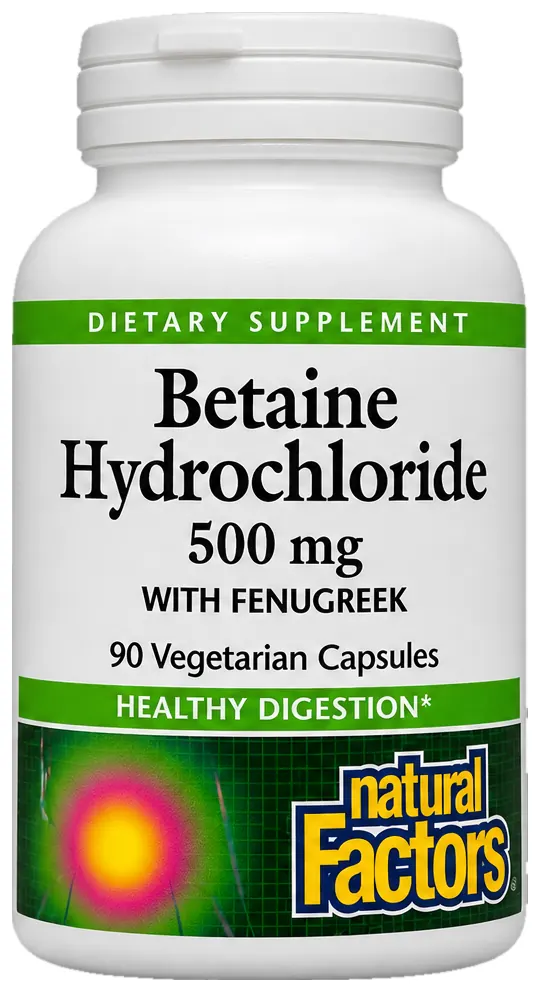 DIETARY SUPPLEMENT
Betaine
Hydrochloride
500 mg
WITH FENUGREEK
90 Vegetarian Capsules
HEALTHY DIGESTION*
natural
Factors®